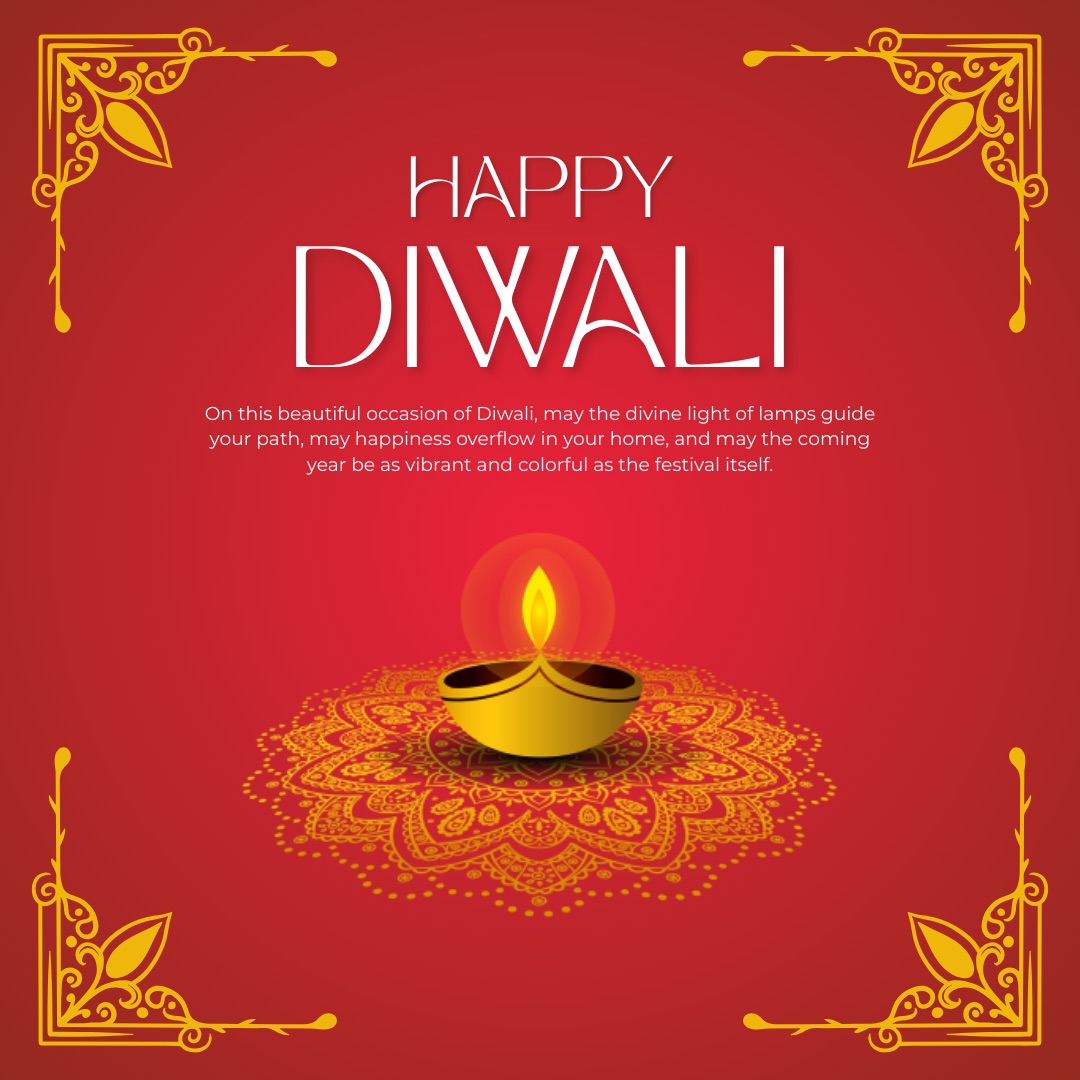 HAPPY
DIWALI
On this beautiful occasion of Diwali, may the divine light of lamps guide
your path, may happiness overflow in your home, and may the coming
year be as vibrant and colorful as the festival itself.